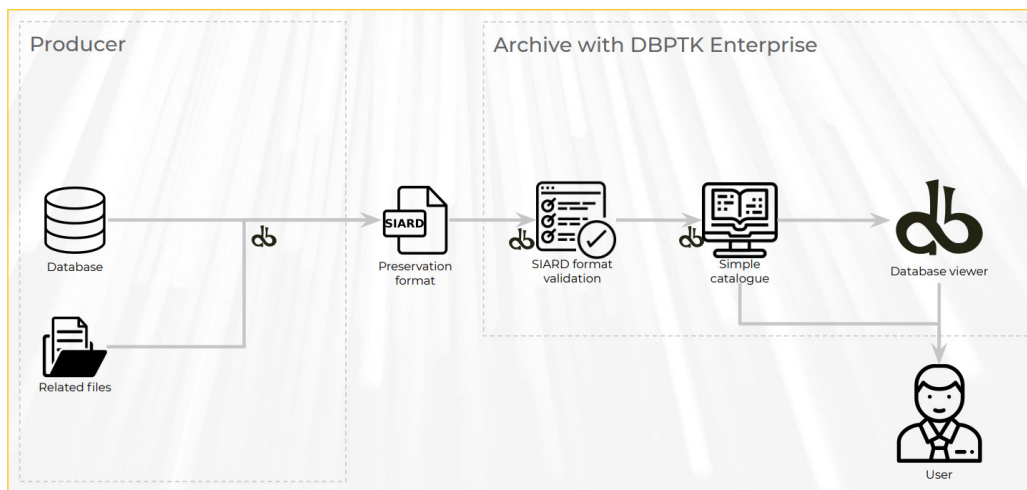 Producer
Archive with DBPTK Enterprise
SIARD
Database
Preservation
format
SIARD format
validation
Simple
catalogue
Database viewer
Related files
User